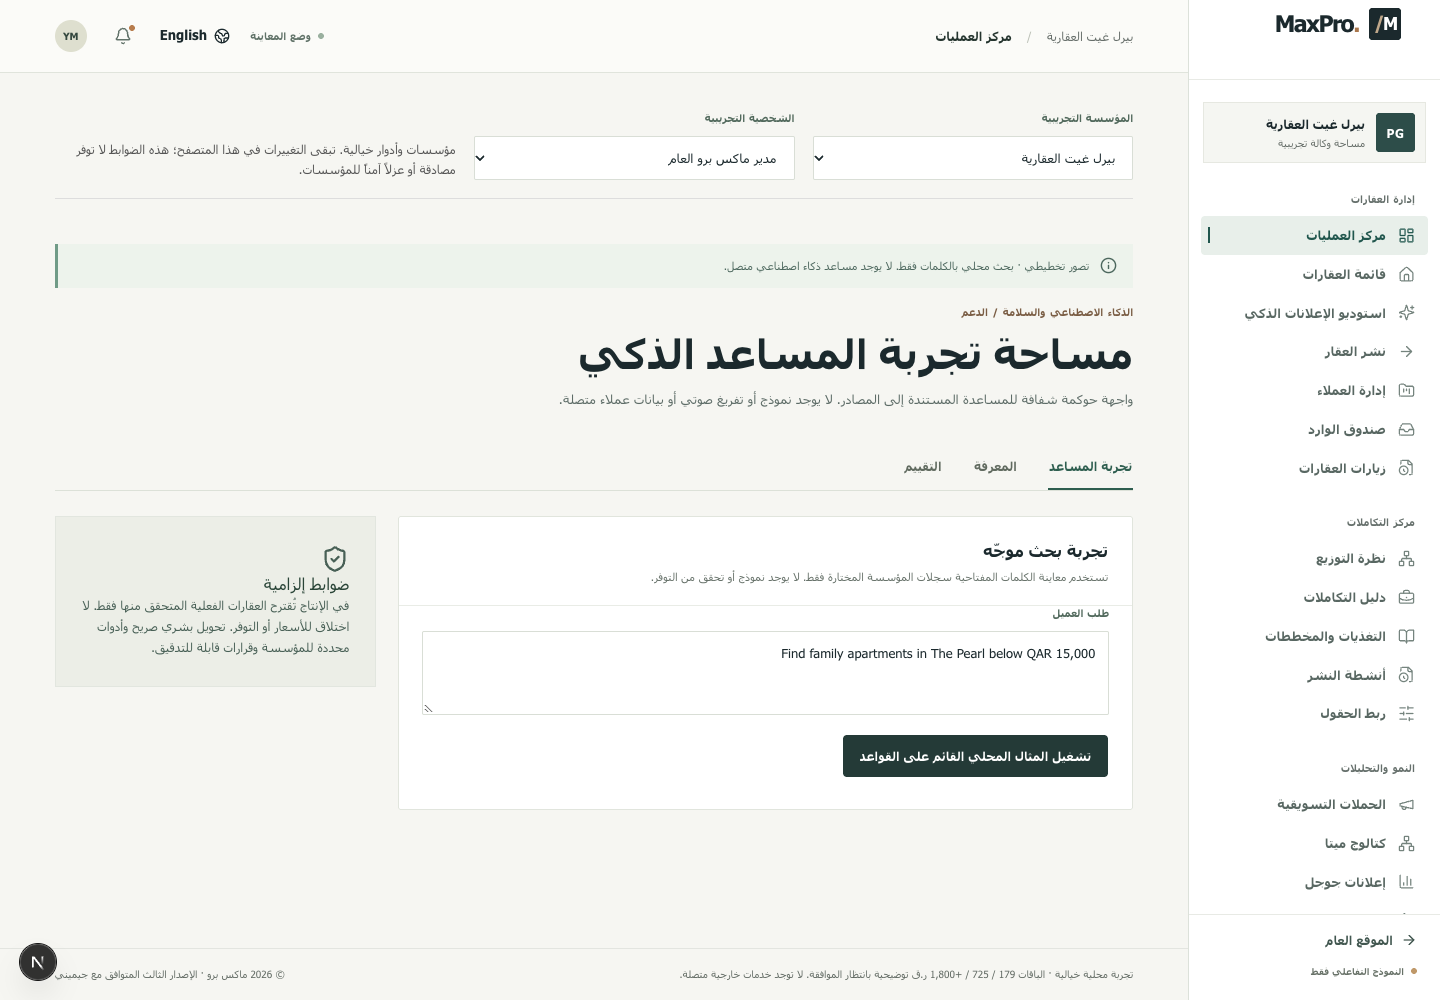 MaxPro.
/M
بيرل غيت العقارية / مركز العمليات
وضع المعاينة
English
YM
PG
بيرل غيت العقارية
مساحة وكالة تجريبية
إدارة العقارات
مركز العمليات
قائمة العقارات
استوديو الإعلانات الذكي
نشر العقار
إدارة العملاء
صندوق الوارد
زيارات العقارات
مركز التكاملات
نظرة التوزيع
دليل التكاملات
التغذيات والمخططات
أنشطة النشر
ربط الحقول
النمو والتحليلات
الحملات التسويقية
كتالوج ميتا
إعلانات جوجل
الموقع العام
النموذج التفاعلي فقط
المؤسسة التجريبية
بيرل غيت العقارية
الشخصية التجريبية
مدير ماكس برو العام
مؤسسات وأدوار خيالية. تبقى التغييرات في هذا المتصفح؛ هذه الضوابط لا توفر
مصادقة أو عزلاً آمناً للمؤسسات.
تصور تخطيطي · بحث محلي بالكلمات فقط. لا يوجد مساعد ذكاء اصطناعي متصل.
الذكاء الاصطناعي والسلامة / الدعم
مساحة تجربة المساعد الذكي
واجهة حوكمة شفافة للمساعدة المستندة إلى المصادر. لا يوجد نموذج أو تفريغ صوتي أو بيانات عملاء متصلة.
تجربة المساعد
المعرفة
التقييم
تجربة بحث موجّه
تستخدم معاينة الكلمات المفتاحية سجلات المؤسسة المختارة فقط. لا يوجد نموذج أو تحقق من التوفر.
طلب العميل
Find family apartments in The Pearl below QAR 15,000
تشغيل المثال المحلي القائم على القواعد
ضوابط إلزامية
في الإنتاج تُقترح العقارات الفعلية المتحقق منها فقط. لا
اختلاق للأسعار أو التوفر. تحويل بشري صريح وأدوات
محددة للمؤسسة وقرارات قابلة للتدقيق.
تجربة محلية خيالية · الباقات 179 / 725 / +1,800 ر.ق توضيحية بانتظار الموافقة. لا توجد خدمات خارجية متصلة.
© 2026 ماكس برو · الإصدار الثالث المتوافق مع جيميني
N